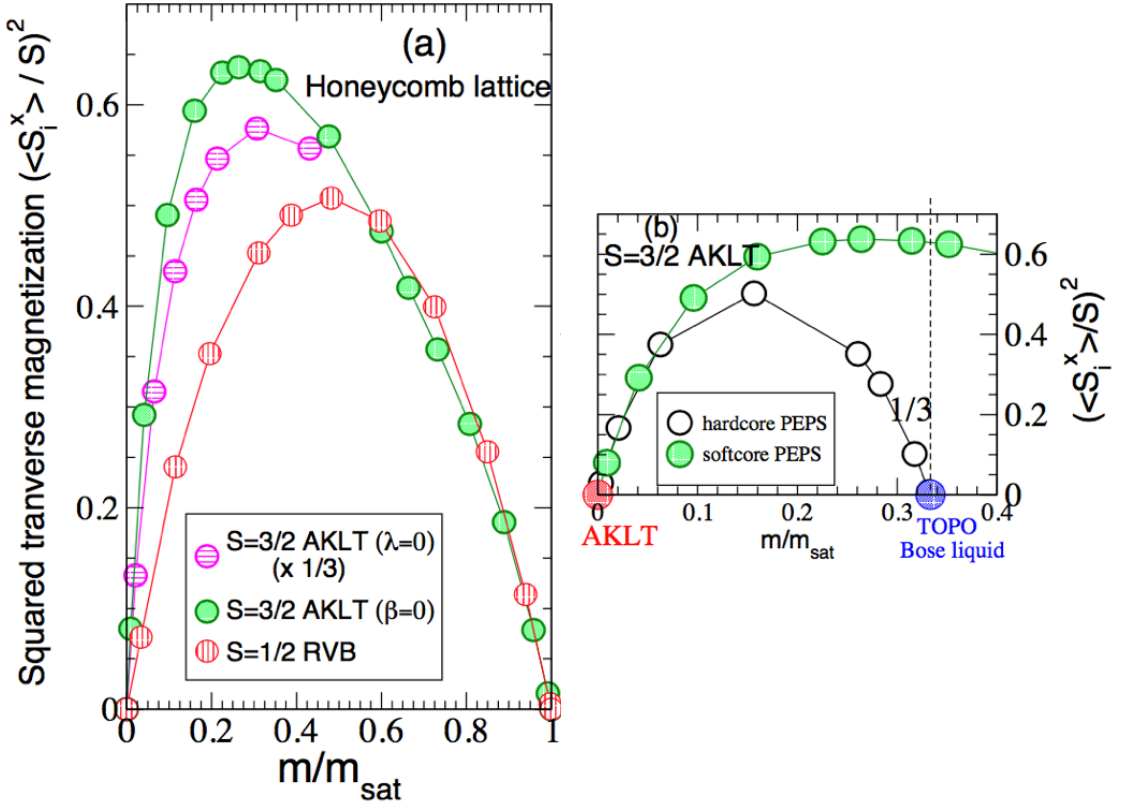 Squared tranverse magnetization (<S_i^x> / S)^2
(a)
Honeycomb lattice
0.6
0.4
0.2
0
S=3/2 AKLT (λ=0)
(x 1/3)
S=3/2 AKLT (β=0)
S=1/2 RVB
0 0.2 0.4 0.6 0.8 1
m/m_sat
(b)
S=3/2 AKLT
0.6
0.4
0.2
0
(<S_i^x>/S)^2
1/3
hardcore PEPS
softcore PEPS
0 0.1 0.2 0.3 0.4
AKLT
m/m_sat
TOPO
Bose liquid